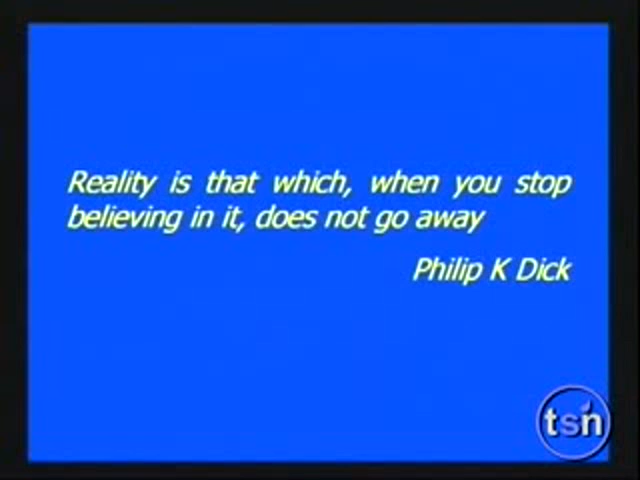 Reality is that which, when you stop
believing in it, does not go away
Philip K Dick
tsn